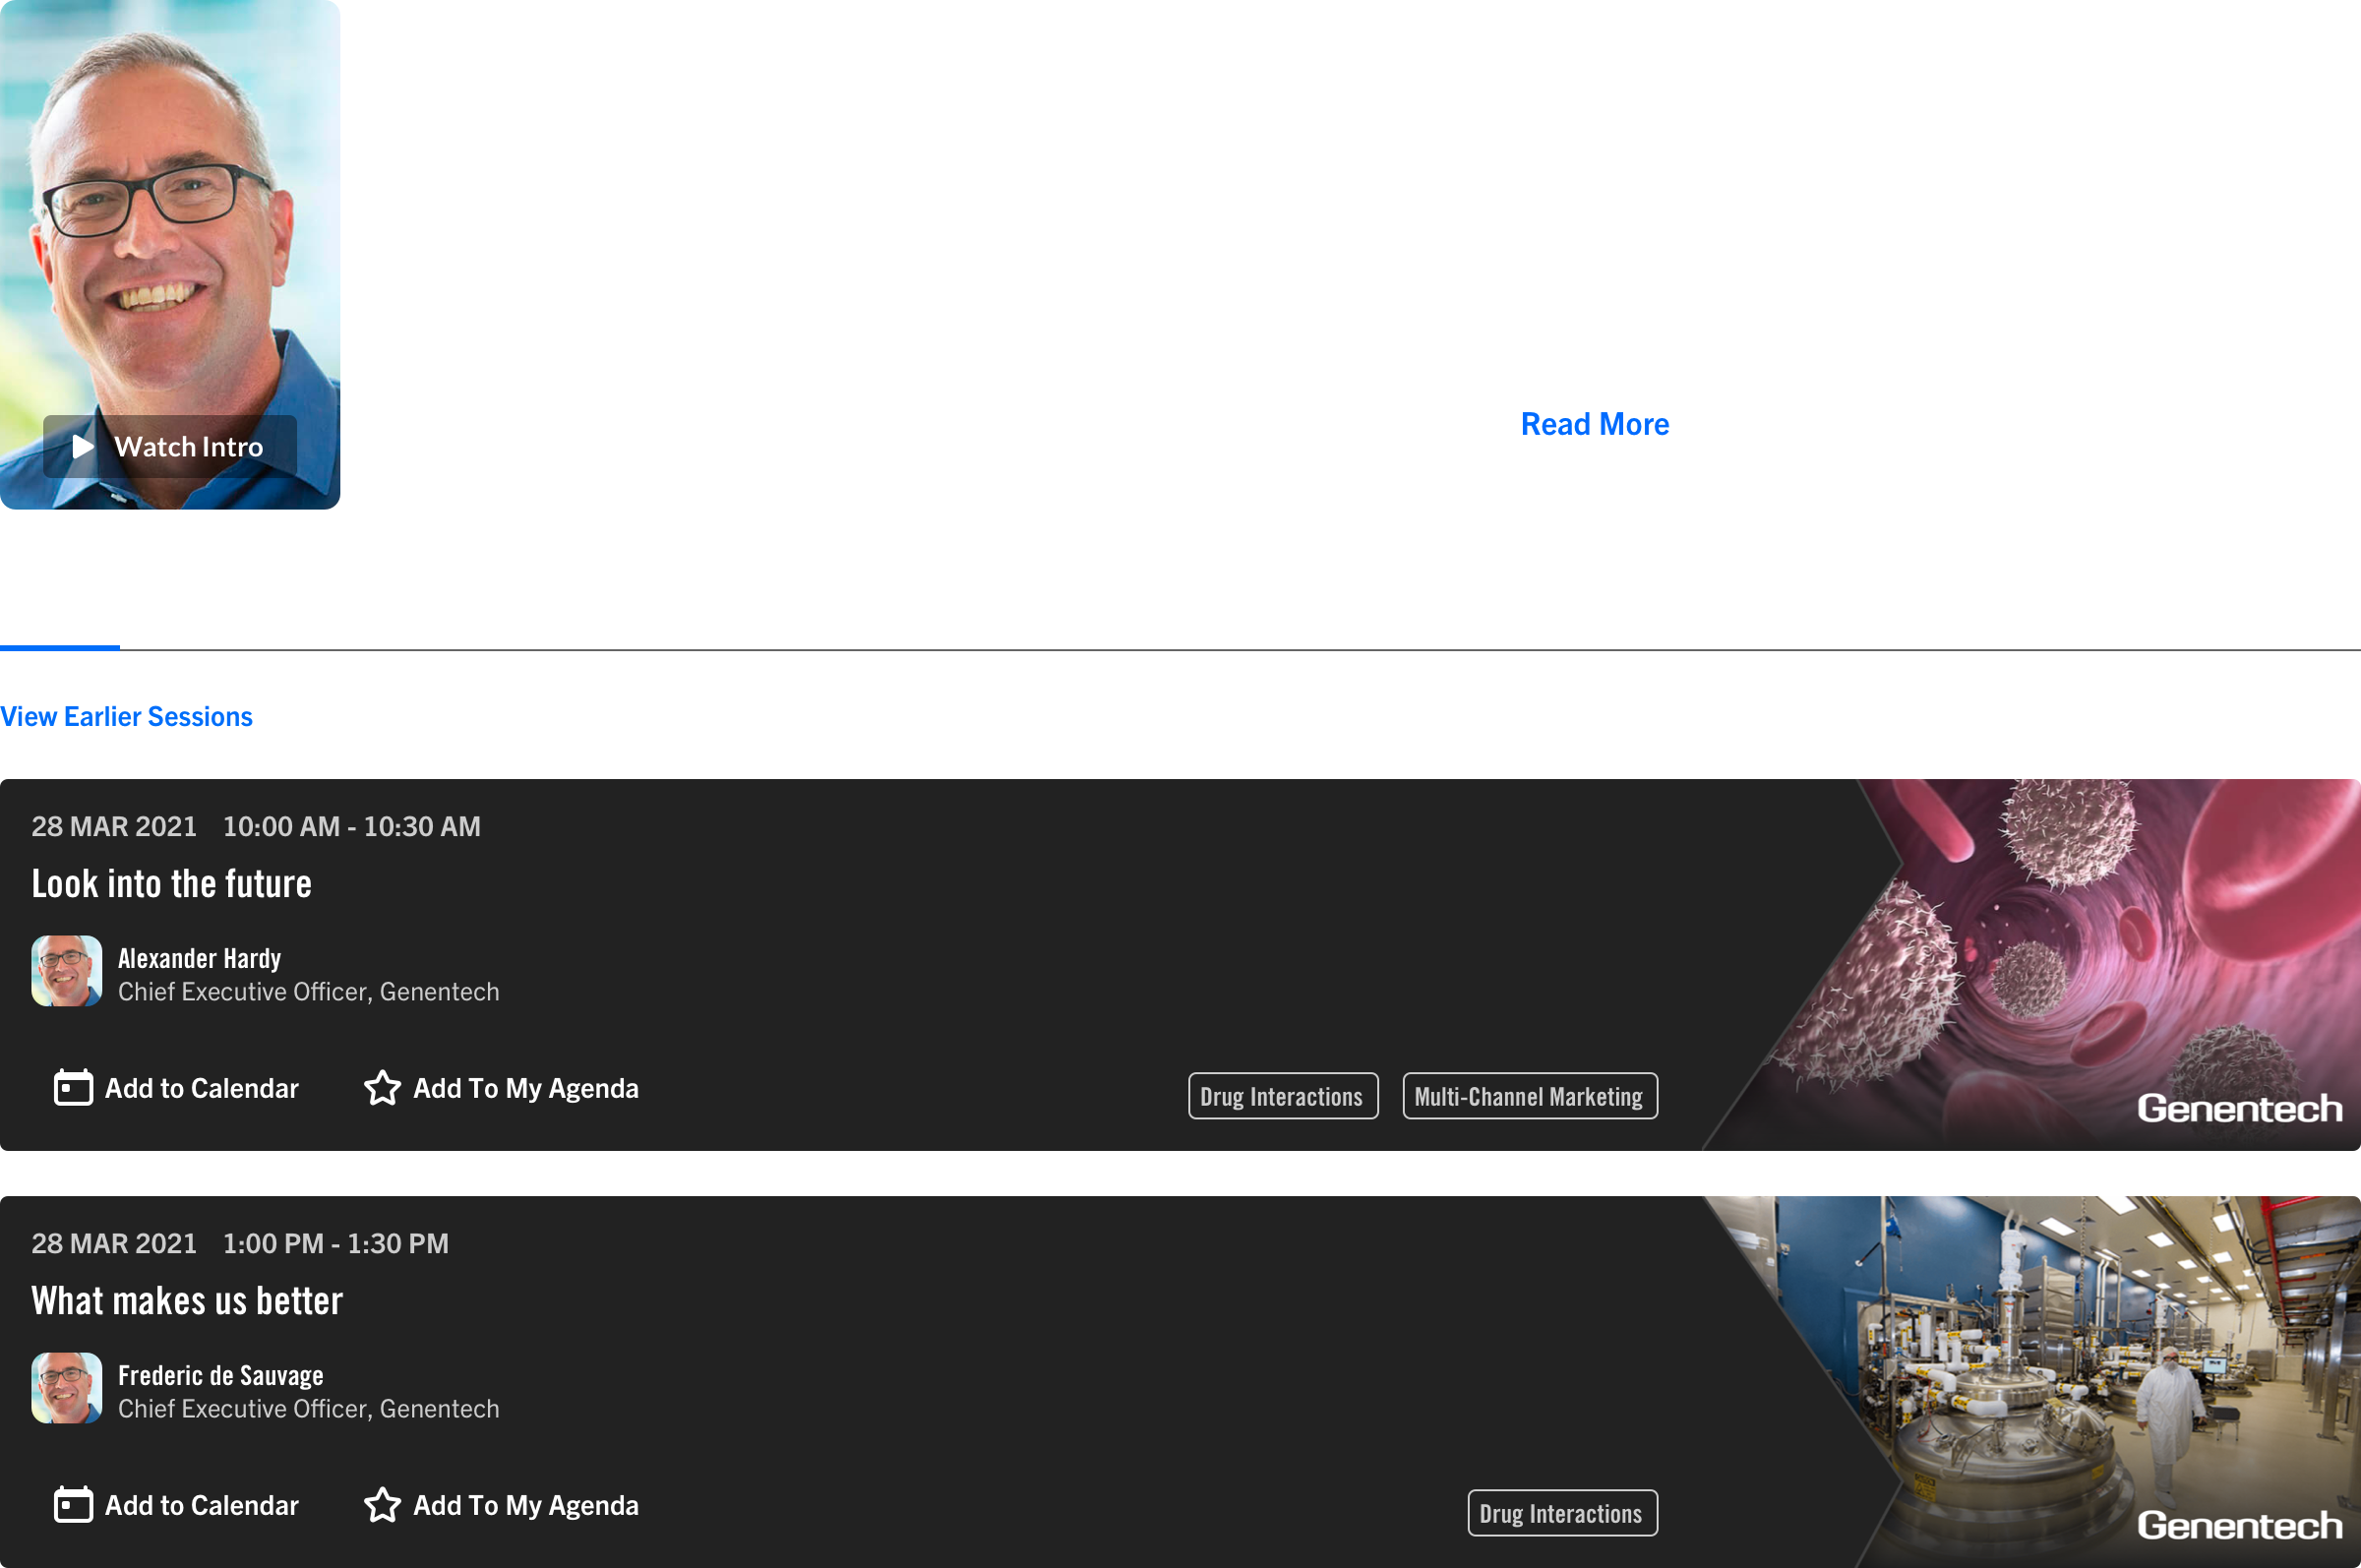 Watch Intro
Read More
View Earlier Sessions
28 MAR 2021 10:00 AM - 10:30 AM
Look into the future
Alexander Hardy
Chief Executive Officer, Genentech
Add to Calendar
Add To My Agenda
Drug Interactions
Multi-Channel Marketing
Genentech
28 MAR 2021 1:00 PM - 1:30 PM
What makes us better
Frederic de Sauvage
Chief Executive Officer, Genentech
Add to Calendar
Add To My Agenda
Drug Interactions
Genentech